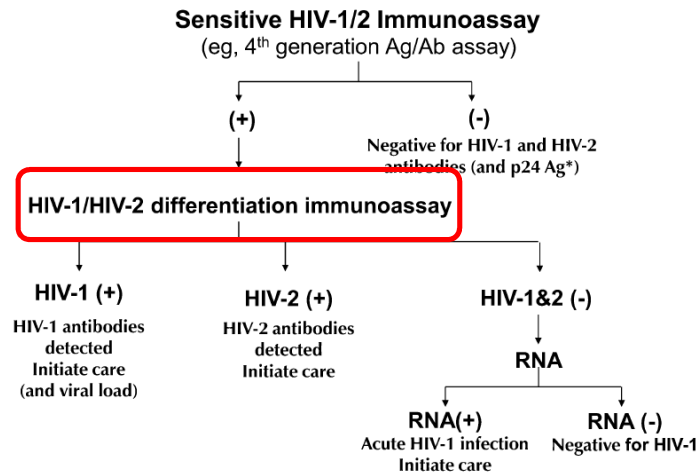 Sensitive HIV-1/2 Immunoassay
(eg, 4th generation Ag/Ab assay)
(+)
(-)
Negative for HIV-1 and HIV-2
antibodies (and p24 Ag*)
HIV-1/HIV-2 differentiation immunoassay
HIV-1 (+)
HIV-1 antibodies
detected
Initiate care
(and viral load)
HIV-2 (+)
HIV-2 antibodies
detected
Initiate care
HIV-1&2 (-)
RNA
RNA(+)
Acute HIV-1 infection
Initiate care
RNA (-)
Negative for HIV-1